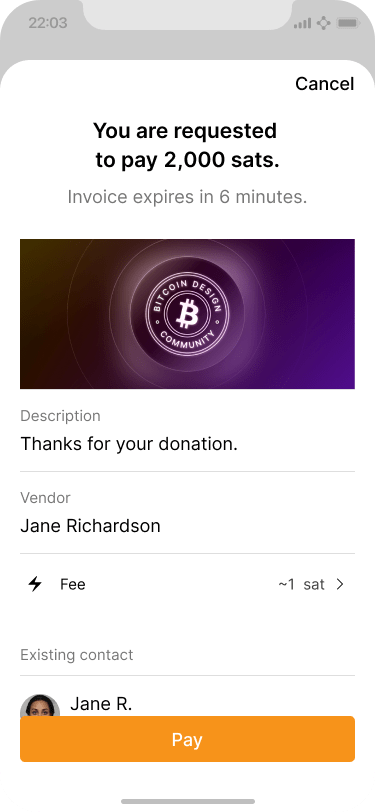 22:03
Cancel
You are requested
to pay 2,000 sats.
Invoice expires in 6 minutes.
BITCOIN DESIGN
COMMUNITY
Description
Thanks for your donation.
Vendor
Jane Richardson
Fee
~1 sat
Existing contact
Jane R.
Pay